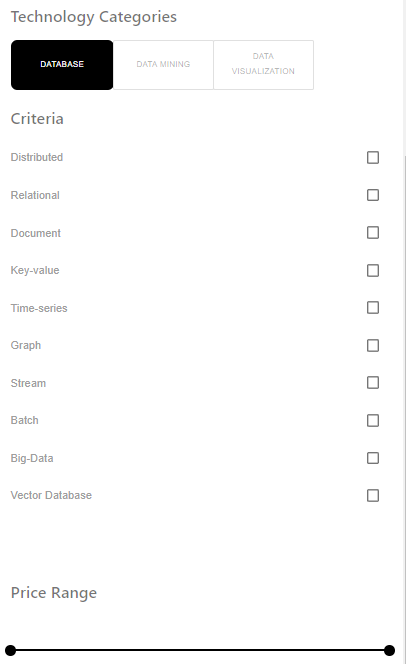 Technology Categories
DATABASE
DATA MINING
DATA
VISUALIZATION
Criteria
Distributed
Relational
Document
Key-value
Time-series
Graph
Stream
Batch
Big-Data
Vector Database
Price Range